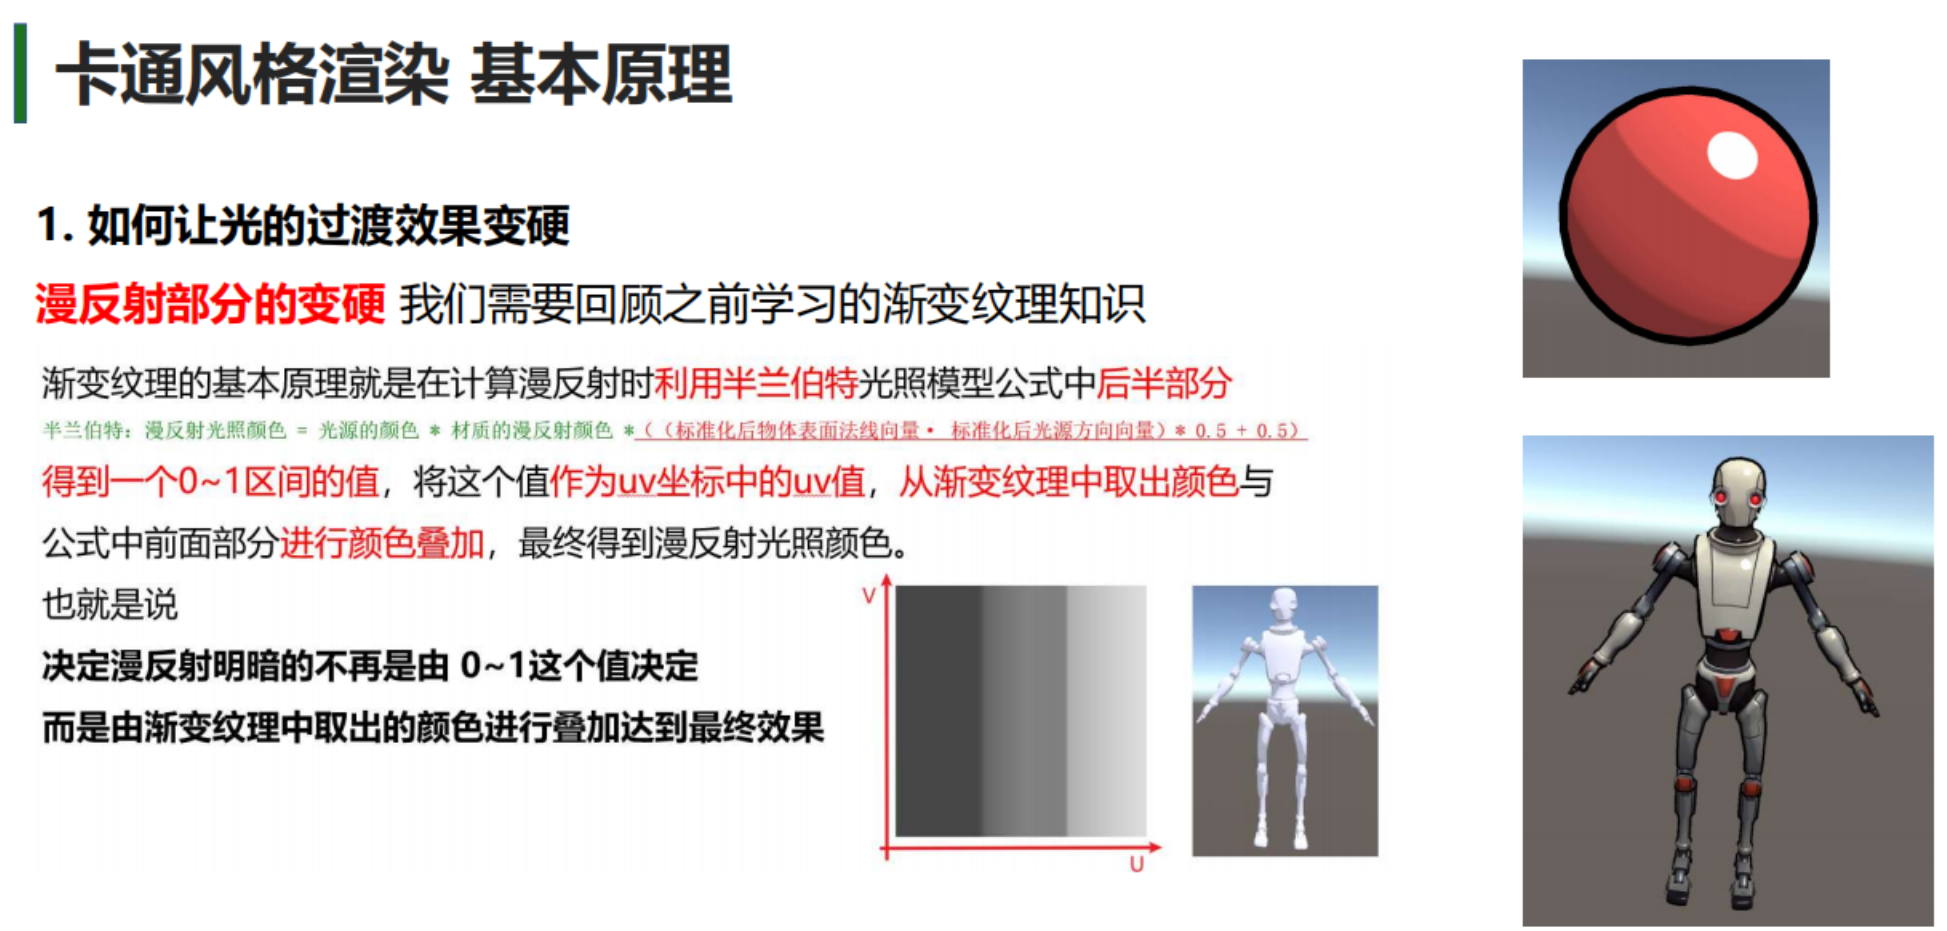 卡通风格渲染 基本原理
1. 如何让光的过渡效果变硬
漫反射部分的变硬 我们需要回顾之前学习的渐变纹理知识
渐变纹理的基本原理就是在计算漫反射时利用半兰伯特光照模型公式中后半部分
半兰伯特：漫反射光照颜色 = 光源的颜色 * 材质的漫反射颜色 *（（标准化后物体表面法线向量· 标准化后光源方向向量）* 0.5 + 0.5）
得到一个0~1区间的值，将这个值作为uv坐标中的uv值，从渐变纹理中取出颜色与
公式中前面部分进行颜色叠加，最终得到漫反射光照颜色。
也就是说
决定漫反射明暗的不再是由 0~1这个值决定
而是由渐变纹理中取出的颜色进行叠加达到最终效果
V
U